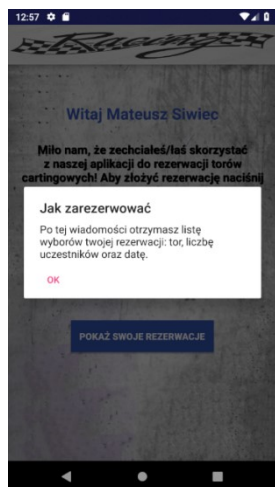 12:57
Racing
Witaj Mateusz Siwiec
Miło nam, że zechciałeś/łaś skorzystać
z naszej aplikacji do rezerwacji torów
cartingowych! Aby złożyć rezerwację naciśnij
Jak zarezerwować
Po tej wiadomości otrzymasz listę
wyborów twojej rezerwacji: tor, liczbę
uczestników oraz datę.
OK
POKAŻ SWOJE REZERWACJE